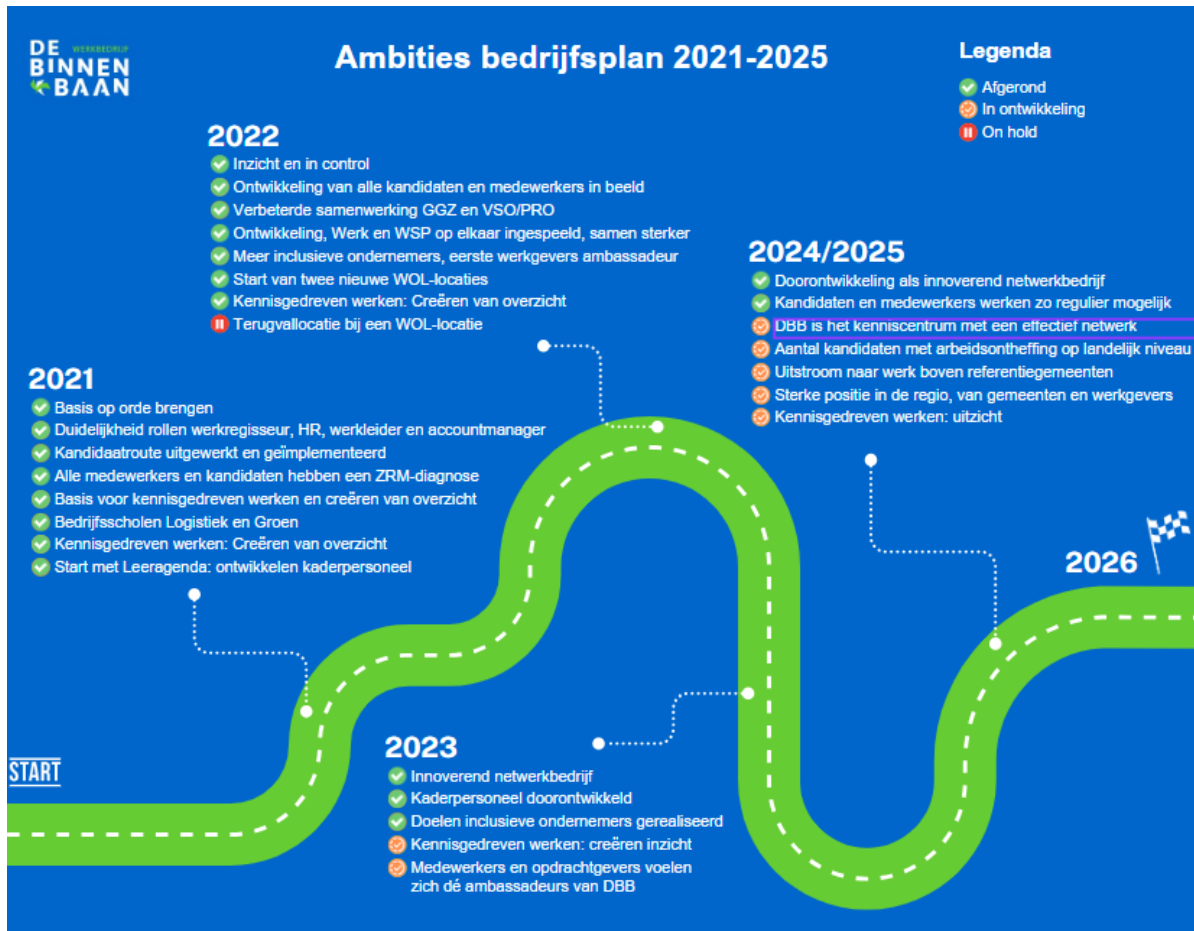 DE WERKBEDRIJF
BINNEN
BAAN
Ambities bedrijfsplan 2021-2025
Legenda
Afgerond
In ontwikkeling
On hold
2022
Inzicht en in control
Ontwikkeling van alle kandidaten en medewerkers in beeld
Verbeterde samenwerking GGZ en VSO/PRO
Ontwikkeling, Werk en WSP op elkaar ingespeeld, samen sterker
Meer inclusieve ondernemers, eerste werkgevers ambassadeur
Start van twee nieuwe WOL-locaties
Kennisgedreven werken: Creëren van overzicht
Terugvallocatie bij een WOL-locatie
2024/2025
Doorontwikkeling als innoverend netwerkbedrijf
Kandidaten en medewerkers werken zo regulier mogelijk
DBB is het kenniscentrum met een effectief netwerk
Aantal kandidaten met arbeidsontheffing op landelijk niveau
Uitstroom naar werk boven referentiegemeenten
Sterke positie in de regio, van gemeenten en werkgevers
Kennisgedreven werken: uitzicht
2021
Basis op orde brengen
Duidelijkheid rollen werkregisseur, HR, werkleider en accountmanager
Kandidaatroute uitgewerkt en geïmplementeerd
Alle medewerkers en kandidaten hebben een ZRM-diagnose
Basis voor kennisgedreven werken en creëren van overzicht
Bedrijfsscholen Logistiek en Groen
Kennisgedreven werken: Creëren van overzicht
Start met Leeragenda: ontwikkelen kaderpersoneel
2026
START
2023
Innoverend netwerkbedrijf
Kaderpersoneel doorontwikkeld
Doelen inclusieve ondernemers gerealiseerd
Kennisgedreven werken: creëren inzicht
Medewerkers en opdrachtgevers voelen
zich dé ambassadeurs van DBB